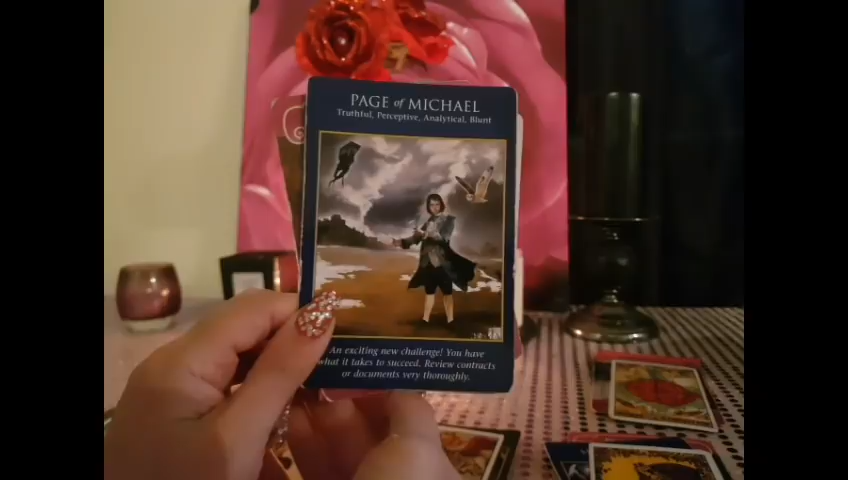 PAGE of MICHAEL
Truthful, Perceptive, Analytical, Blunt
An exciting new challenge! You have
what it takes to succeed. Review contracts
or documents very thoroughly.